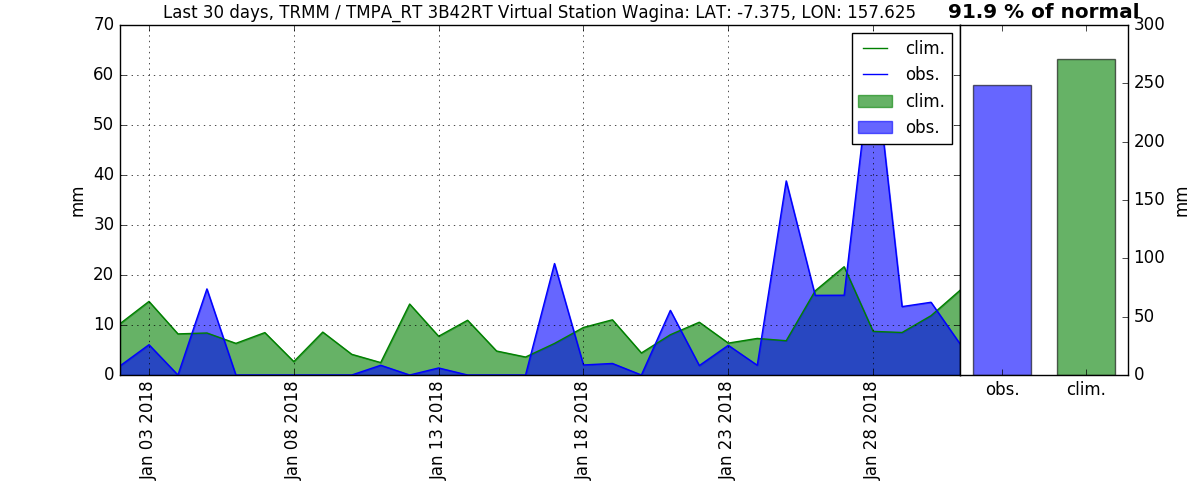 Last 30 days, TRMM / TMPA_RT 3B42RT Virtual Station Wagina: LAT: -7.375, LON: 157.625
91.9 % of normal
70
60
50
40
30
20
10
0
mm
clim.
obs.
clim.
obs.
Jan 03 2018
Jan 08 2018
Jan 13 2018
Jan 18 2018
Jan 23 2018
Jan 28 2018
300
250
200
150
100
50
0
mm
obs.
clim.